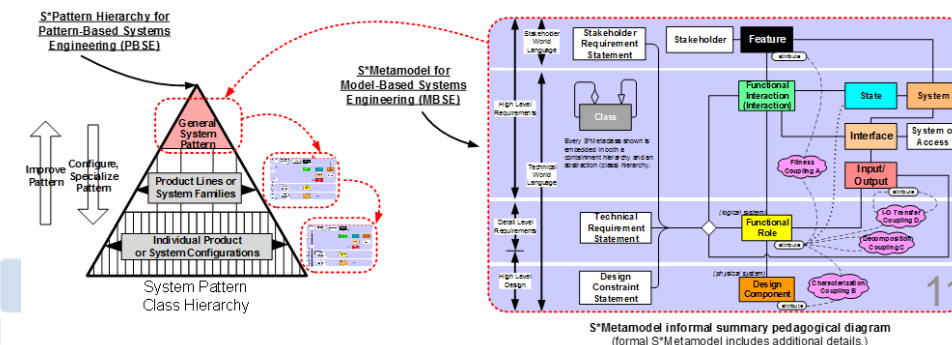 S*Pattern Hierarchy for
Pattern-Based Systems
Engineering (PBSE)
S*Metamodel for
Model-Based Systems
Engineering (MBSE)
General
System
Pattern
Improve
Pattern
Configure,
Specialize
Pattern
Product Lines or
System Families
Individual Product
or System Configurations
System Pattern
Class Hierarchy
Stakeholder
World
Language
High Level
Requirements
Technical
World
Language
Detail Level
Requirements
High Level
Design
Stakeholder
Requirement
Statement
Stakeholder
Feature
attribute
Class
Every S*Metaclass shown is
embedded in both a
containment hierarchy and an
abstraction (class) hierarchy.
Functional
Interaction
(Interaction)
State
System
Interface
System of
Access
Fitness
Coupling A
Input/
Output
attribute
I-O Transfer
Coupling D
Technical
Requirement
Statement
(logical system)
Functional
Role
attribute
Decomposition
Coupling C
Design
Constraint
Statement
(physical system)
Design
Component
attribute
Characterization
Coupling B
11
S*Metamodel informal summary pedagogical diagram
(formal S*Metamodel includes additional details.)